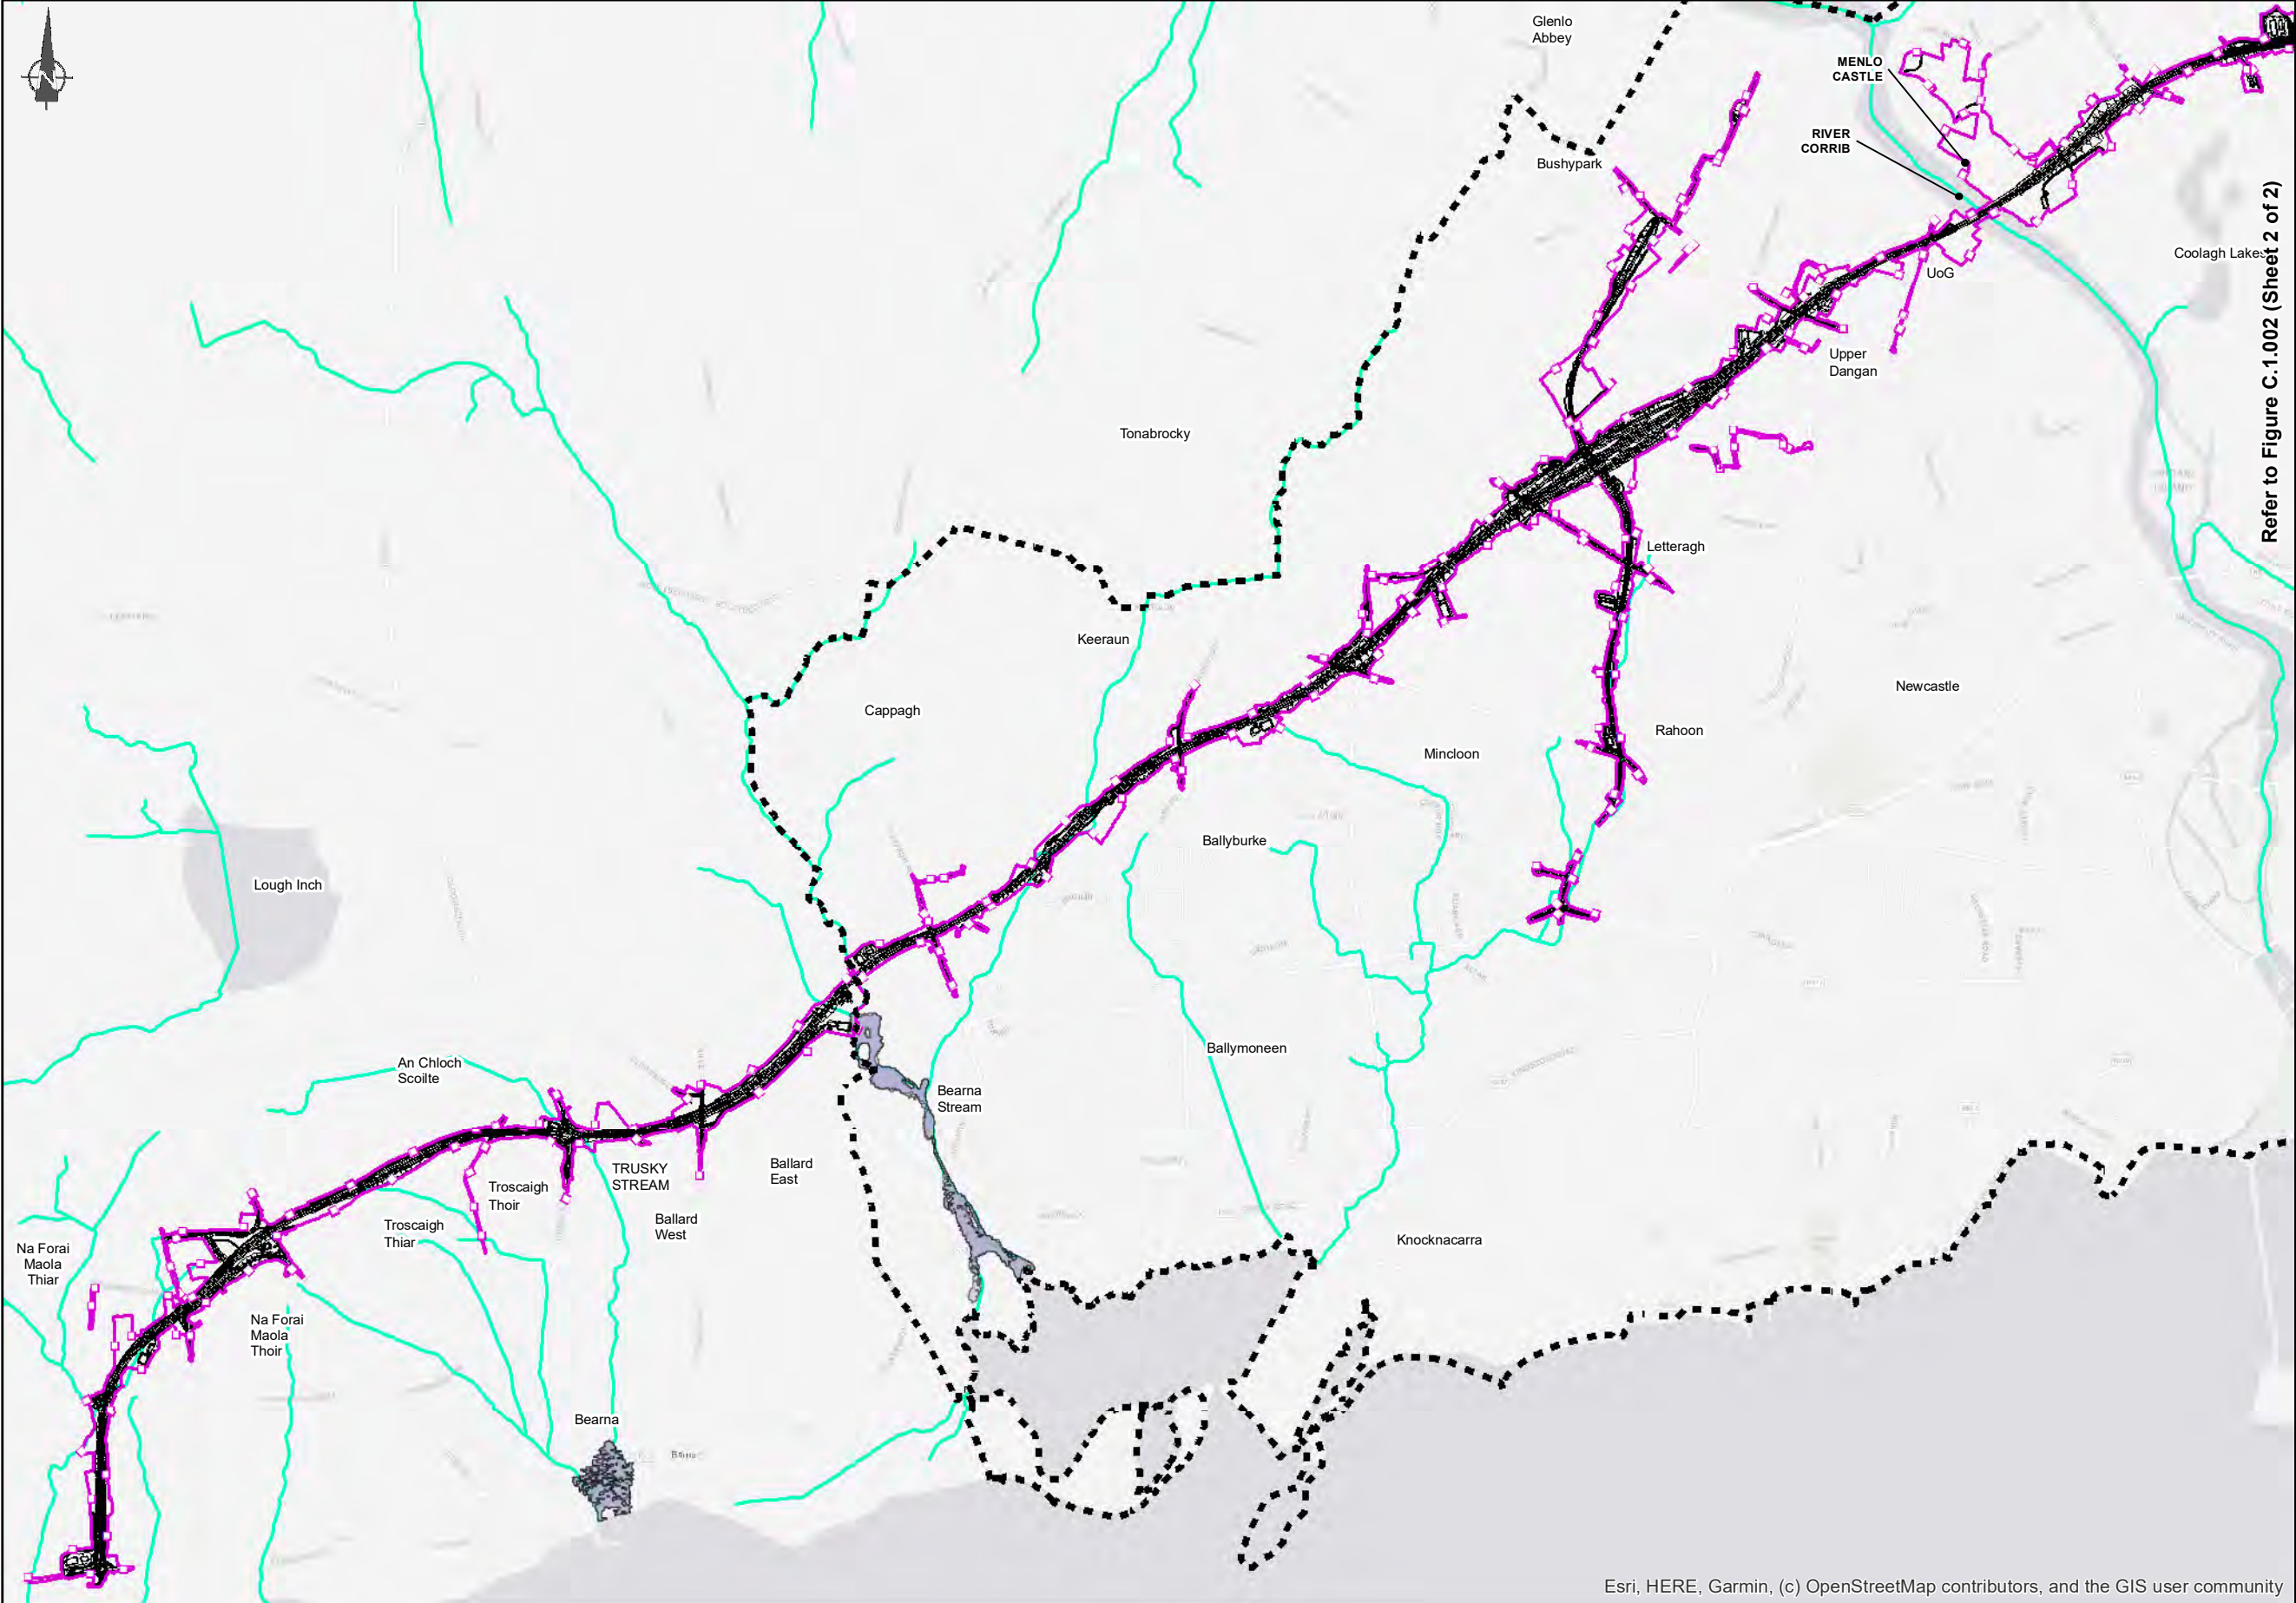 Glenlo
Abbey
MENLO
CASTLE
RIVER
CORRIB
Bushypark
Refer to Figure C.1.002 (Sheet 2 of 2)
Coolagh Lakes
UoG
Upper
Dangan
Tonabrocky
Letteragh
Keeraun
Newcastle
Cappagh
Rahoon
Mincloon
Ballyburke
Lough Inch
Ballymoneen
An Chloch
Scoilte
Bearna
Stream
TRUSKY
STREAM
Ballard
East
Troscaigh
Thoir
Troscaigh
Thiar
Ballard
West
Knocknacarra
Na Forai
Maola
Thiar
Na Forai
Maola
Thoir
Bearna
Esri, HERE, Garmin, (c) OpenStreetMap contributors, and the GIS user community